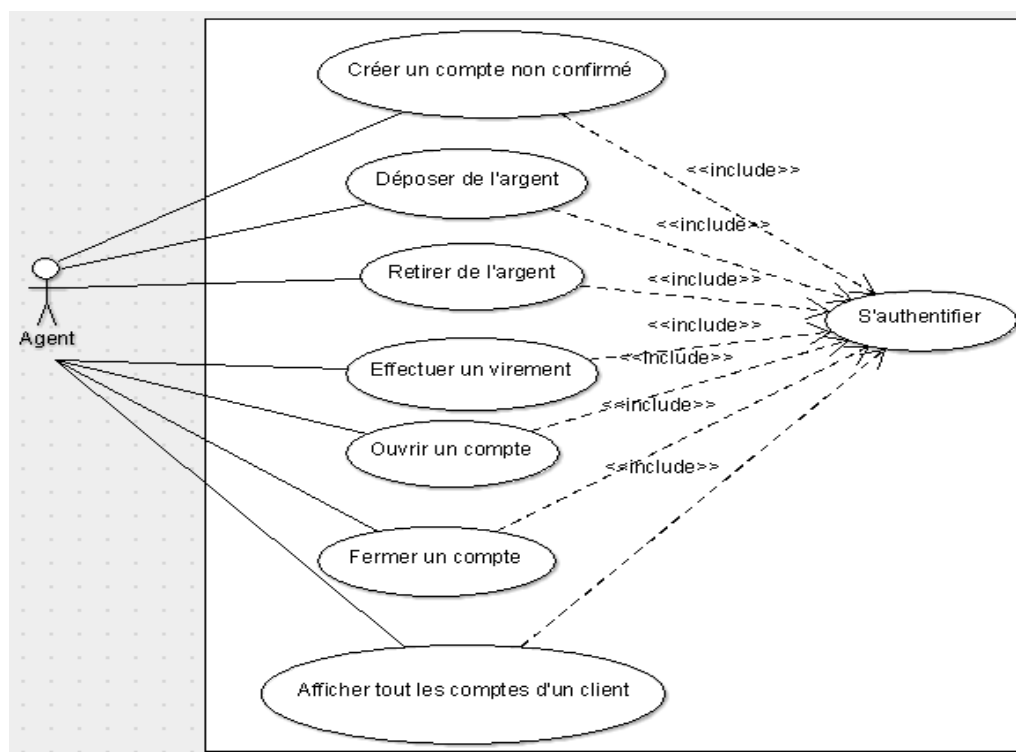 Créer un compte non confirmé
<<include>>
Déposer de l'argent
<<include>>
Retirer de l'argent
<<include>>
S'authentifier
Agent
<<include>>
Effectuer un virement
<<include>>
<<include>>
Ouvrir un compte
<<include>>
Fermer un compte
Afficher tout les comptes d'un client